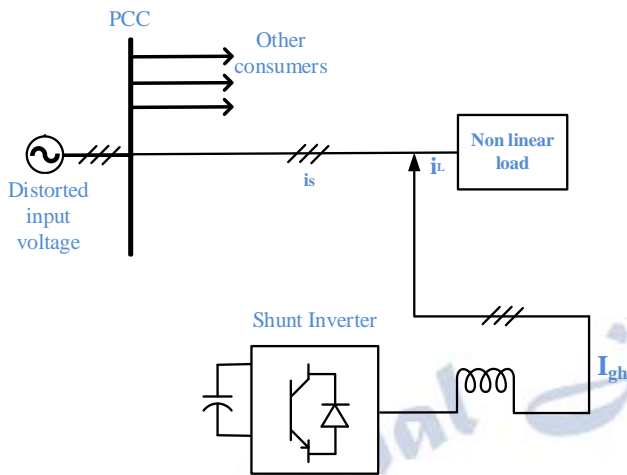 PCC
Other
consumers
Non linear
load
iL
is
Distorted
input
voltage
Shunt Inverter
Igh